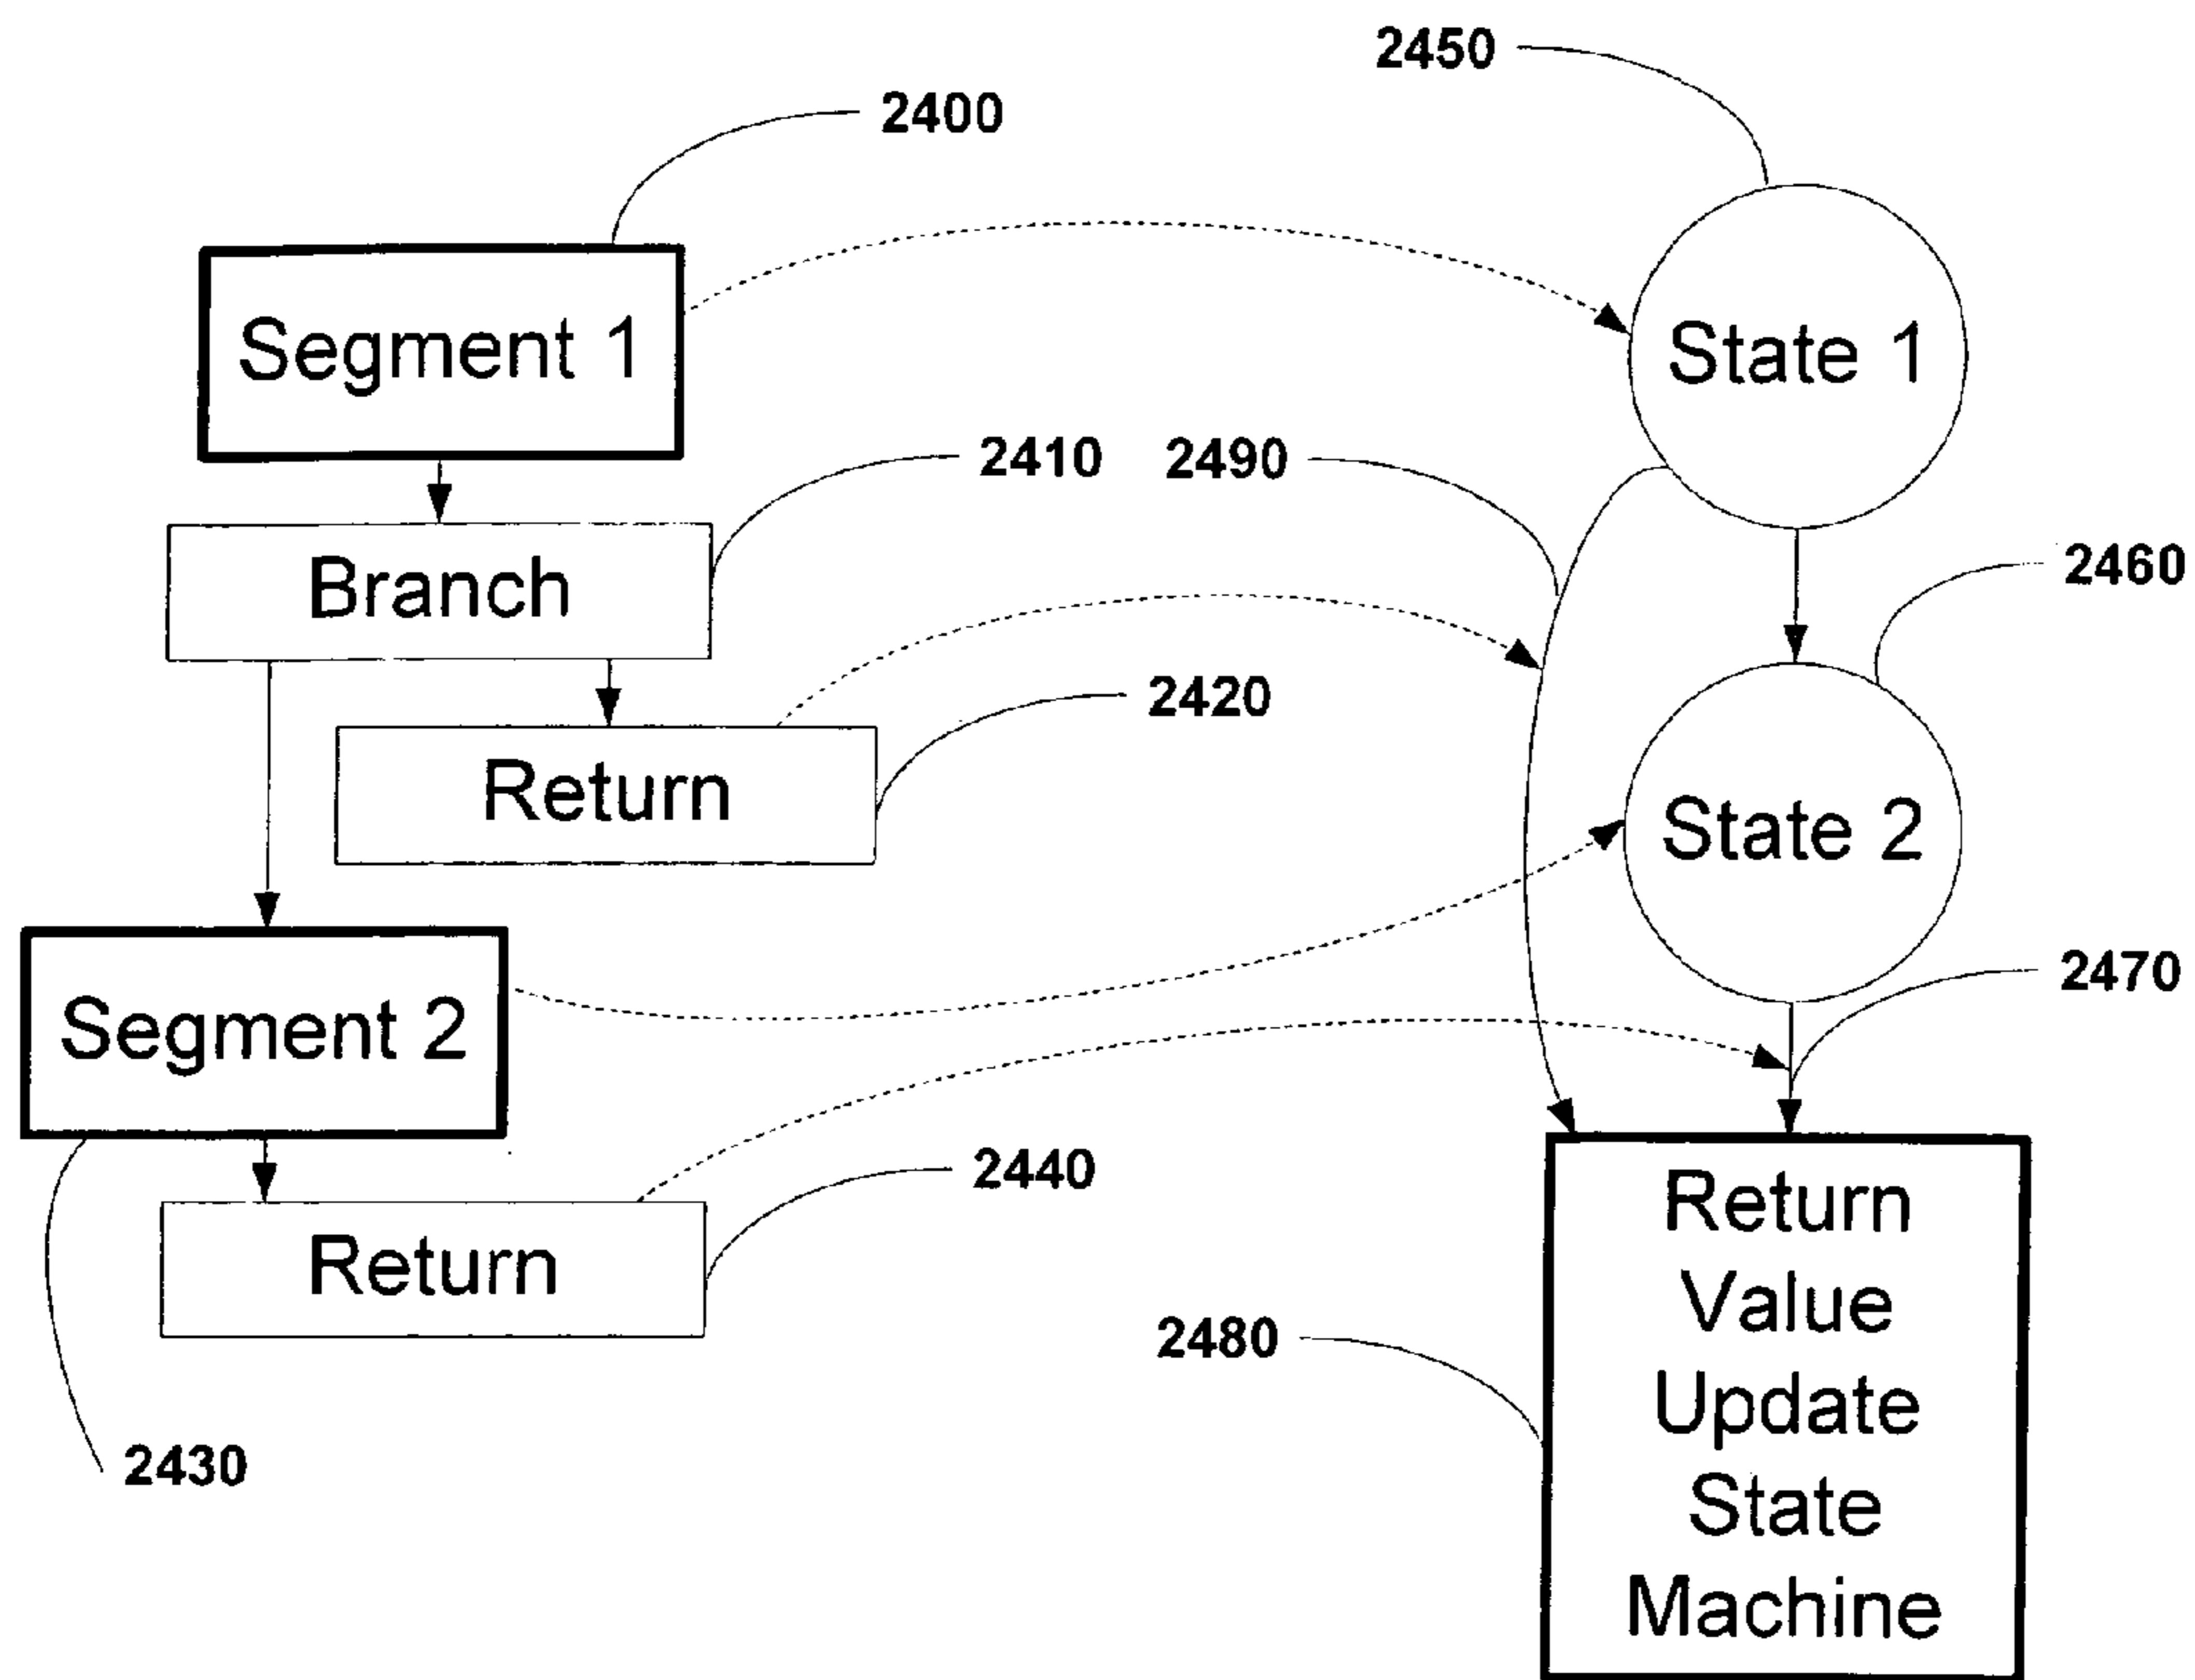 2450
2400
Segment 1
State 1
2410
2490
Branch
2460
2420
Return
State 2
2470
Segment 2
2440
Return
2480
2430
Return
Value
Update
State
Machine